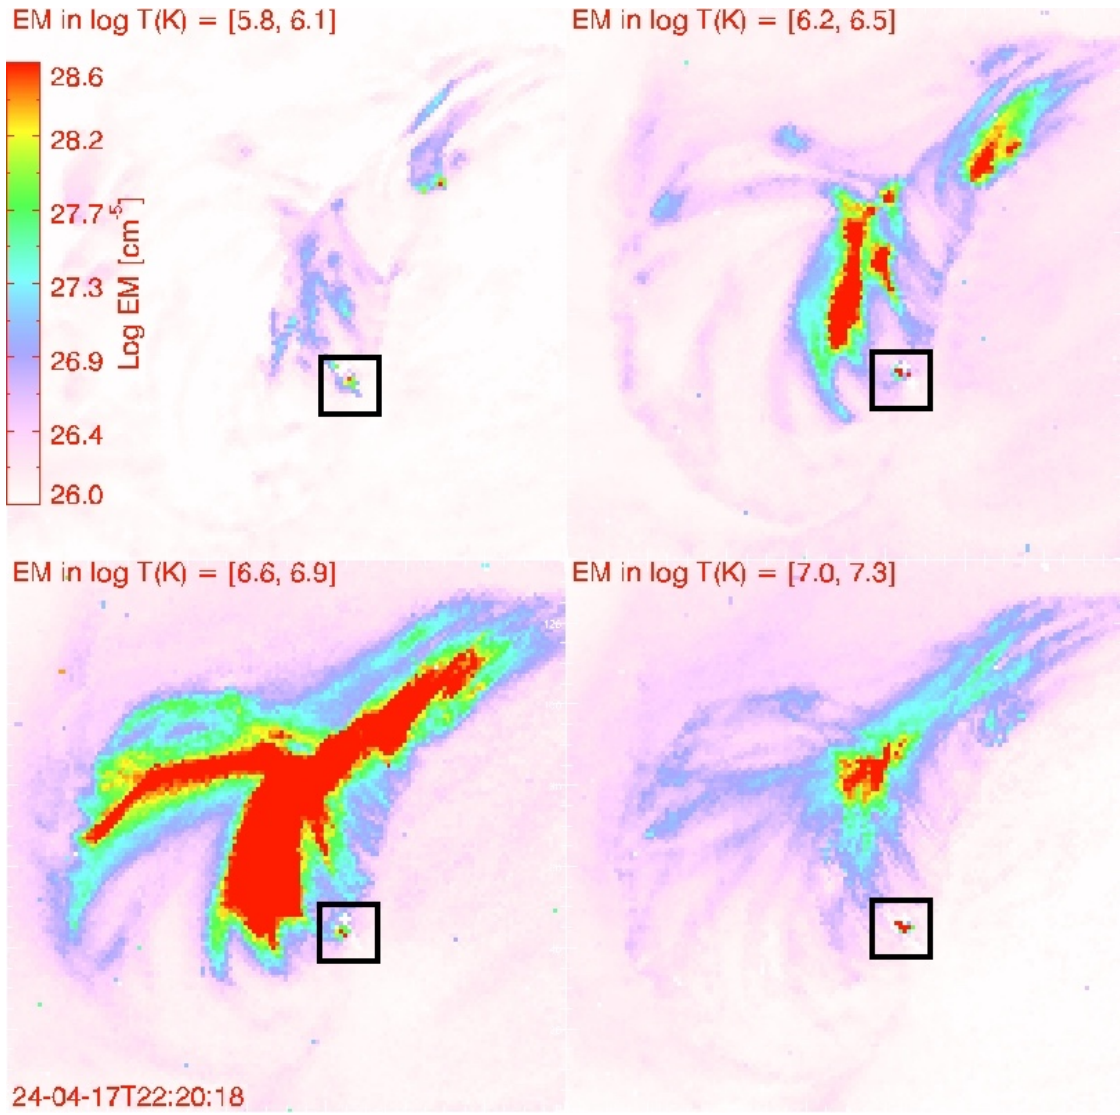 EM in log T(K) = [5.8, 6.1]
EM in log T(K) = [6.2, 6.5]
28.6
28.2
27.7
27.3
26.9
26.4
26.0
Log EM [cm⁻⁵]
EM in log T(K) = [6.6, 6.9]
EM in log T(K) = [7.0, 7.3]
126
24-04-17T22:20:18